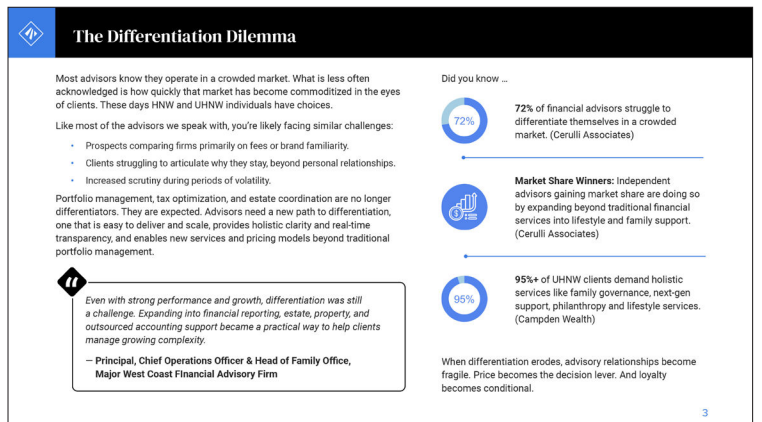 The Differentiation Dilemma
Most advisors know they operate in a crowded market. What is less often
acknowledged is how quickly that market has become commoditized in the eyes
of clients. These days HNW and UHNW individuals have choices.
Like most of the advisors we speak with, you're likely facing similar challenges:
• Prospects comparing firms primarily on fees or brand familiarity.
• Clients struggling to articulate why they stay, beyond personal relationships.
• Increased scrutiny during periods of volatility.
Portfolio management, tax optimization, and estate coordination are no longer
differentiators. They are expected. Advisors need a new path to differentiation,
one that is easy to deliver and scale, provides holistic clarity and real-time
transparency, and enables new services and pricing models beyond traditional
portfolio management.
“
Even with strong performance and growth, differentiation was still
a challenge. Expanding into financial reporting, estate, property, and
outsourced accounting support became a practical way to help clients
manage growing complexity.
— Principal, Chief Operations Officer & Head of Family Office,
Major West Coast FInancial Advisory Firm
Did you know ...
72%
72% of financial advisors struggle to
differentiate themselves in a crowded
market. (Cerulli Associates)
Market Share Winners: Independent
advisors gaining market share are doing so
by expanding beyond traditional financial
services into lifestyle and family support.
(Cerulli Associates)
95%
95%+ of UHNW clients demand holistic
services like family governance, next-gen
support, philanthropy and lifestyle services.
(Campden Wealth)
When differentiation erodes, advisory relationships become
fragile. Price becomes the decision lever. And loyalty
becomes conditional.
3